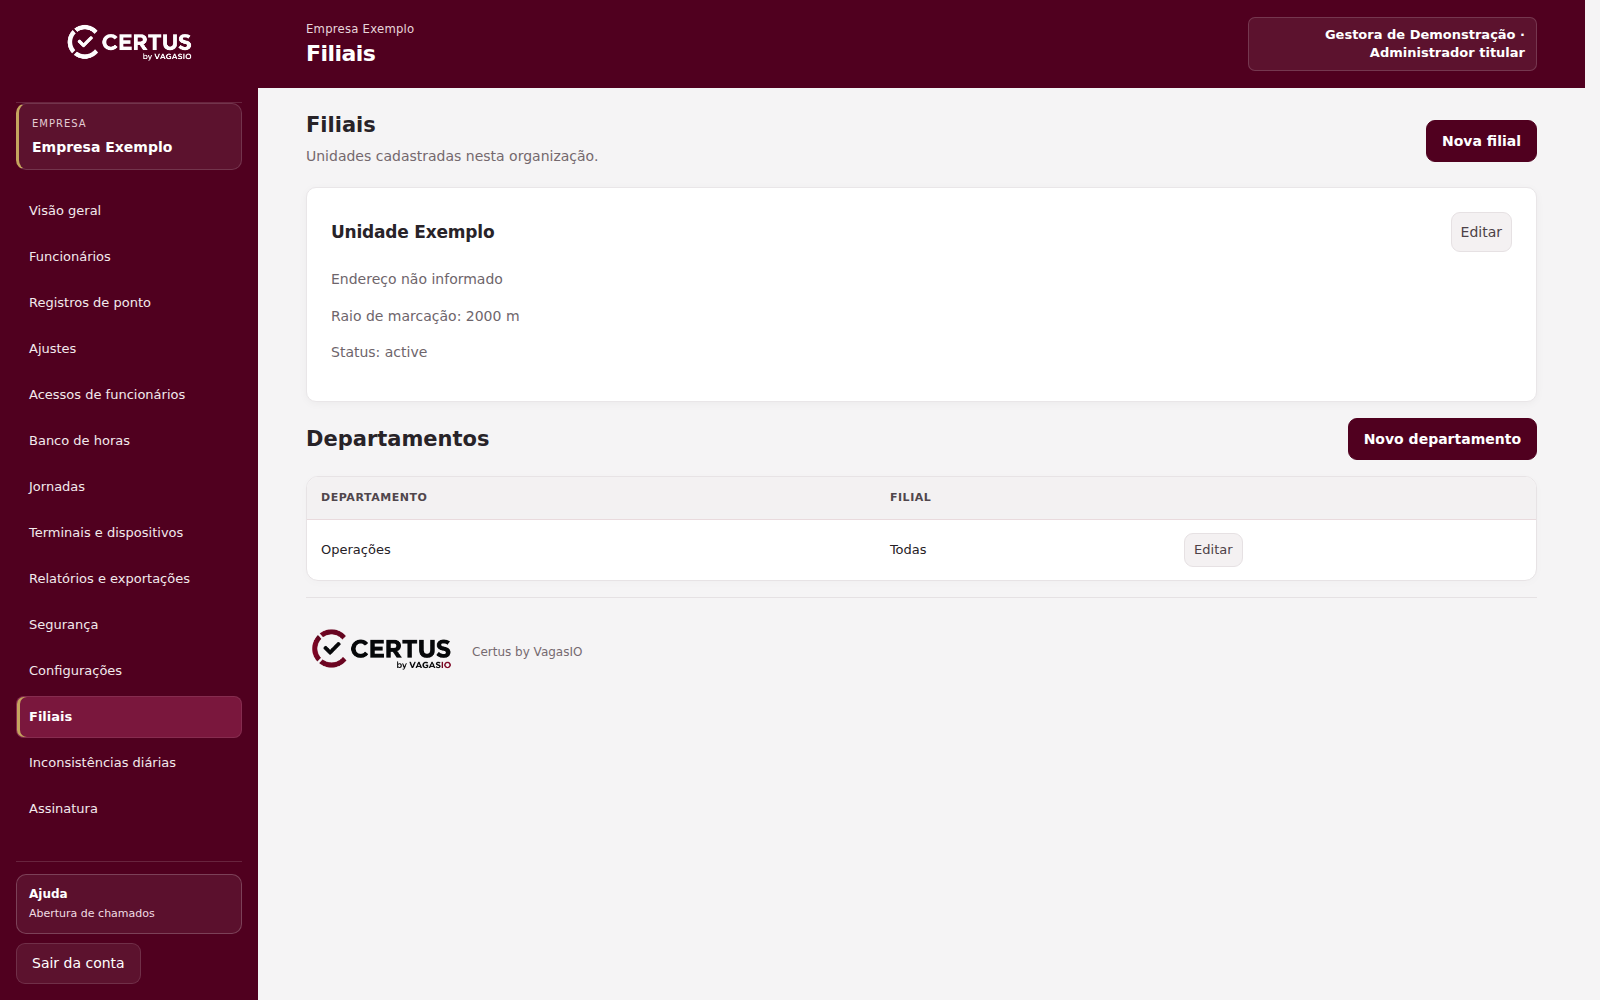 CERTUS
by VAGASIO
EMPRESA
Empresa Exemplo
Visão geral
Funcionários
Registros de ponto
Ajustes
Acessos de funcionários
Banco de horas
Jornadas
Terminais e dispositivos
Relatórios e exportações
Segurança
Configurações
Filiais
Inconsistências diárias
Assinatura
Ajuda
Abertura de chamados
Sair da conta
Empresa Exemplo
Filiais
Gestora de Demonstração ·
Administrador titular
Filiais
Unidades cadastradas nesta organização.
Nova filial
Unidade Exemplo
Editar
Endereço não informado
Raio de marcação: 2000 m
Status: active
Departamentos
Novo departamento
DEPARTAMENTO FILIAL
Operações Todas Editar
CERTUS
by VAGASIO
Certus by VagasIO